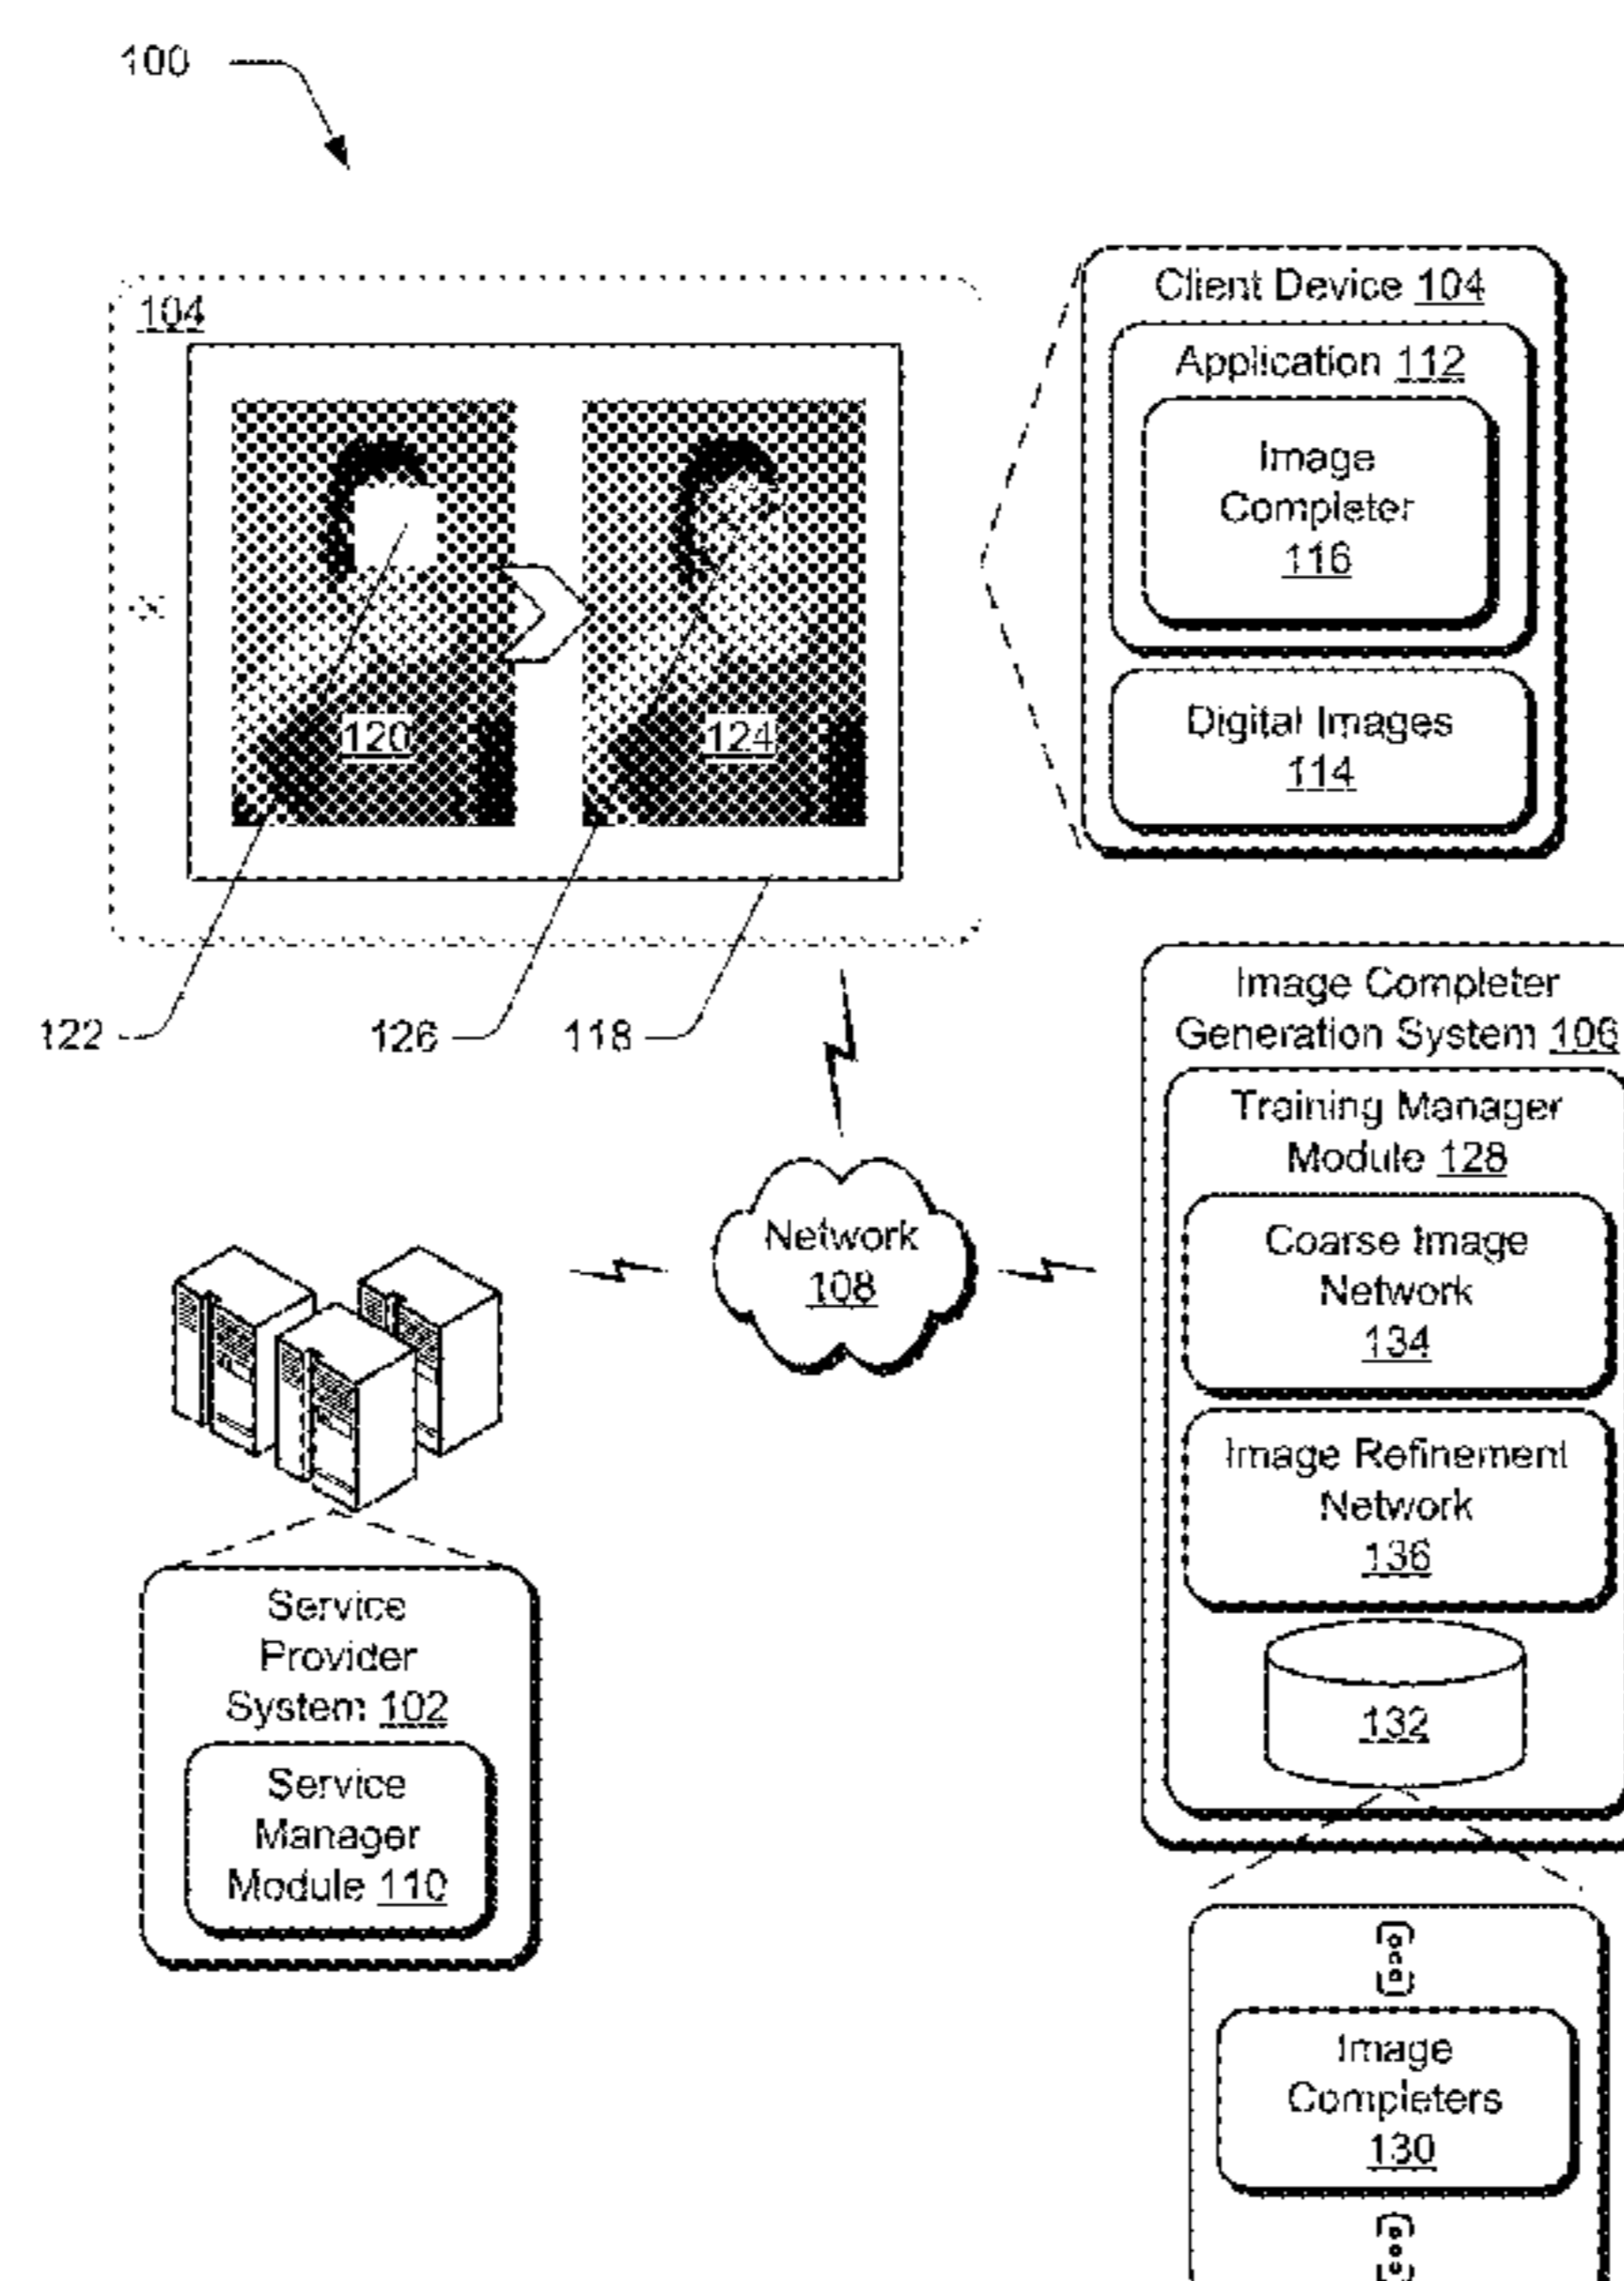 100
104
120
124
122
126
118
Client Device 104
Application 112
Image
Completer
116
Digital Images
114
Network
108
Image Completer
Generation System 106
Training Manager
Module 128
Coarse Image
Network
134
Image Refinement
Network
136
132
Service
Provider
System 102
Service
Manager
Module 110
Image
Completers
130